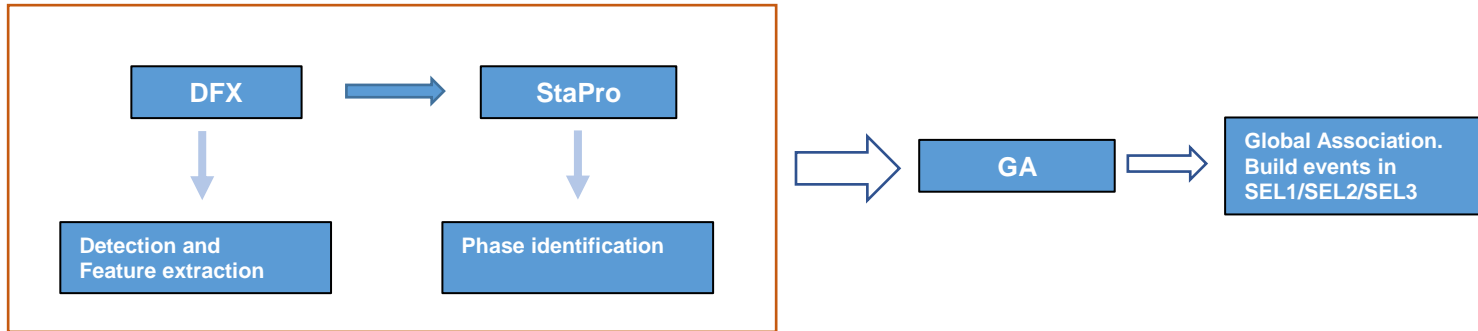 DFX
StaPro
Detection and
Feature extraction
Phase identification
GA
Global Association.
Build events in
SEL1/SEL2/SEL3